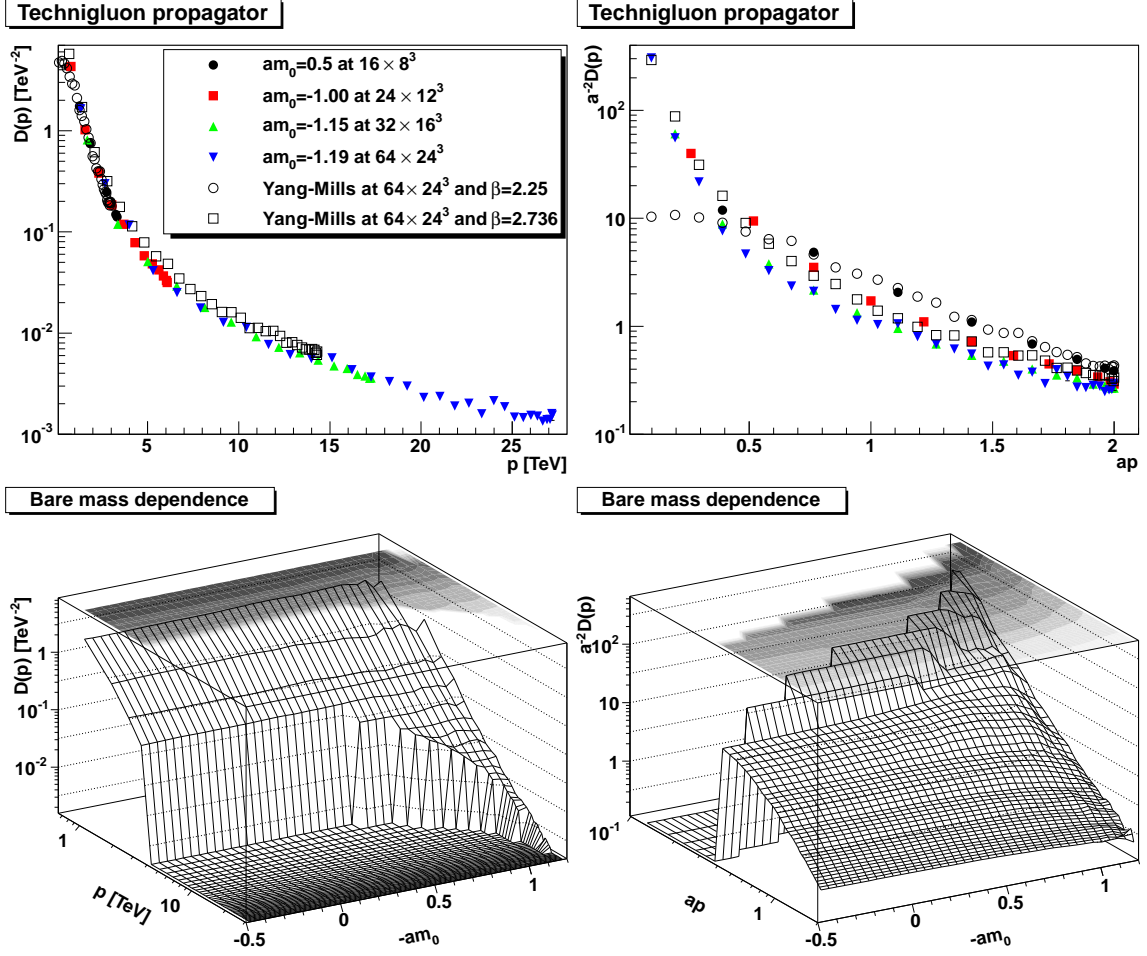 Technigluon propagator
D(p) [TeV⁻²]
1
10⁻¹
10⁻²
10⁻³
5 10 15 20 25
p [TeV]
am₀=0.5 at 16 × 8³
am₀=-1.00 at 24 × 12³
am₀=-1.15 at 32 × 16³
am₀=-1.19 at 64 × 24³
Yang-Mills at 64 × 24³ and β=2.25
Yang-Mills at 64 × 24³ and β=2.736
Technigluon propagator
a⁻²D(p)
10²
10
1
10⁻¹
0.5 1 1.5 2
ap
Bare mass dependence
D(p) [TeV⁻²]
1
10⁻¹
10⁻²
1
10
p [TeV]
-0.5 0 0.5 1
-am₀
Bare mass dependence
a⁻²D(p)
10²
10
1
10⁻¹
1
ap
-0.5 0 0.5 1
-am₀